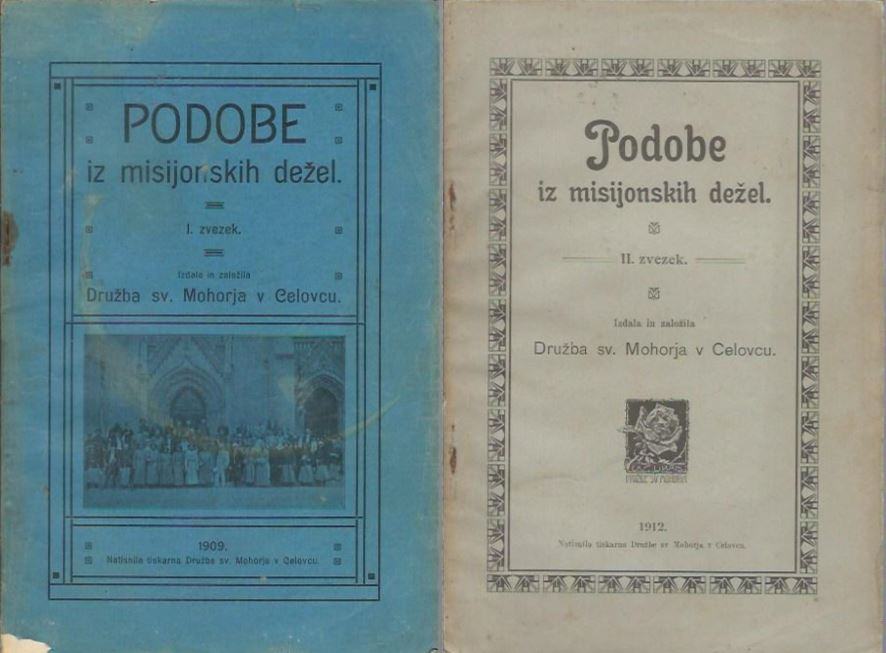 PODOBE
iz misijonskih dežel.
I. zvezek.
Izdala in založila
Družba sv. Mohorja v Celovcu.
1909.
Natisnila tiskarna Družbe sv. Mohorja v Celovcu.
Podobe
iz misijonskih dežel.
II. zvezek.
Izdala in založila
Družba sv. Mohorja v Celovcu.
1912.
Natisnila tiskarna Družbe sv Mohorja v Celovcu.